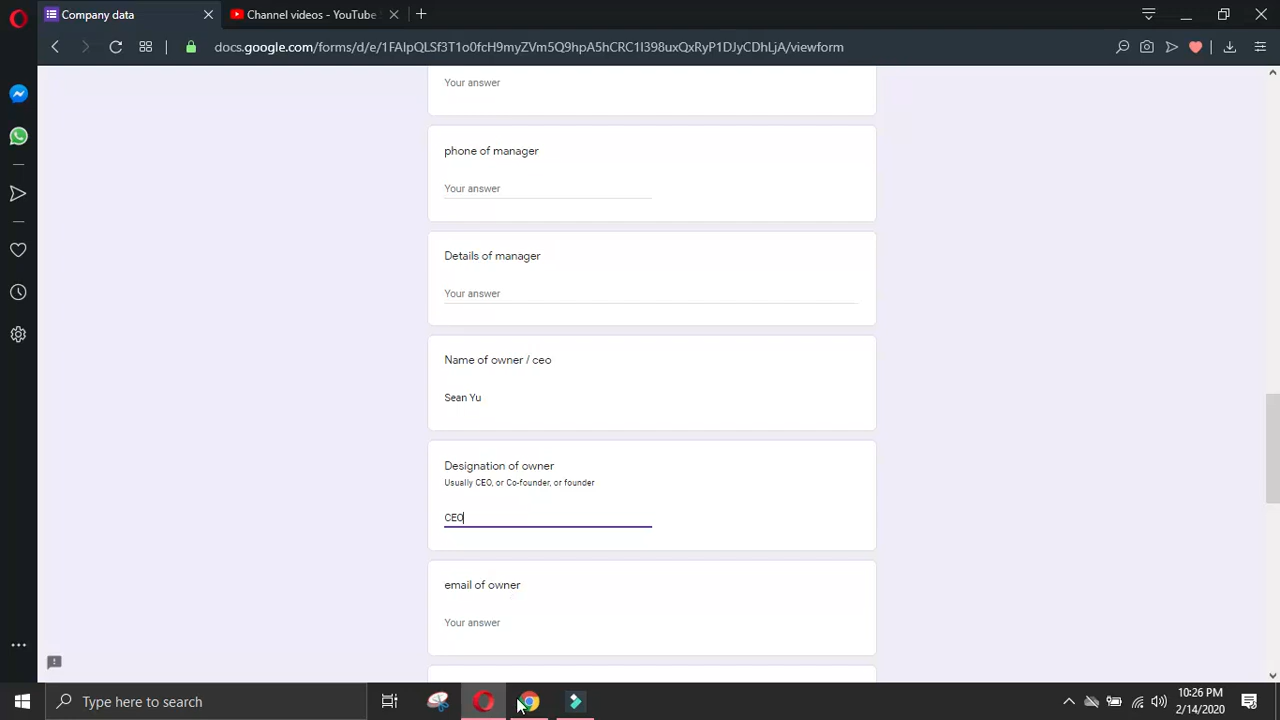 Company data
Channel videos - YouTube
docs.google.com/forms/d/e/1FAIpQLSf3T1o0fcH9myZVm5Q9hpA5hCRC1l398uxQxRyP1DJyCDhLjA/viewform
Your answer
phone of manager
Your answer
Details of manager
Your answer
Name of owner / ceo
Sean Yu
Designation of owner
Usually CEO, or Co-founder, or founder
CEO
email of owner
Your answer
Type here to search
10:26 PM
2/14/2020